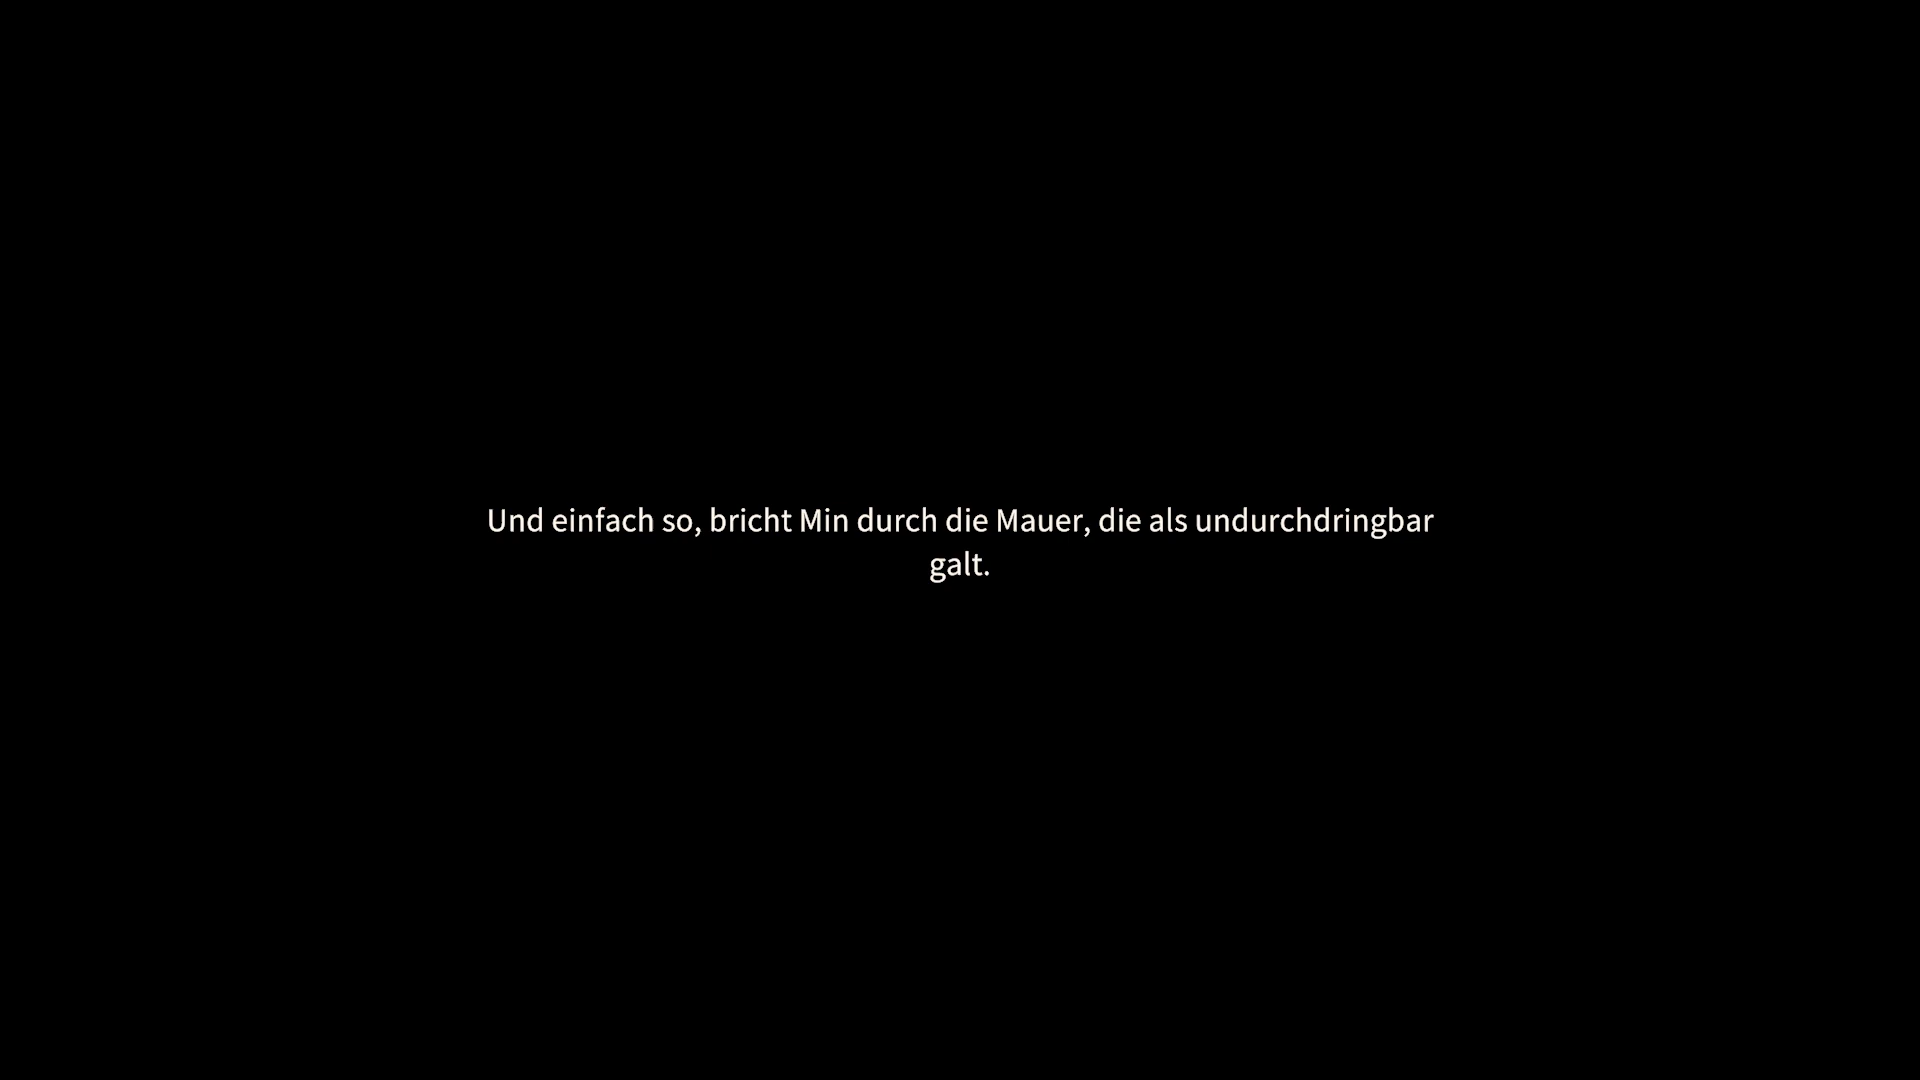 Und einfach so, bricht Min durch die Mauer, die als undurchdringbar
galt.